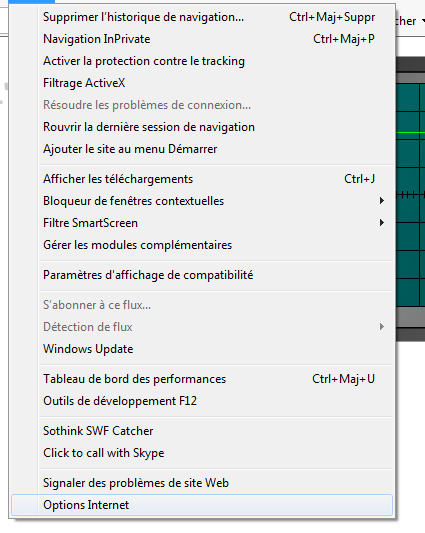 Supprimer l'historique de navigation... Ctrl+Maj+Suppr
cher
Navigation InPrivate Ctrl+Maj+P
Activer la protection contre le tracking
Filtrage ActiveX
Résoudre les problèmes de connexion...
Rouvrir la dernière session de navigation
Ajouter le site au menu Démarrer
Afficher les téléchargements Ctrl+J
Bloqueur de fenêtres contextuelles
Filtre SmartScreen
Gérer les modules complémentaires
Paramètres d'affichage de compatibilité
S'abonner à ce flux...
Détection de flux
Windows Update
Tableau de bord des performances Ctrl+Maj+U
Outils de développement F12
Sothink SWF Catcher
Click to call with Skype
Signaler des problèmes de site Web
Options Internet